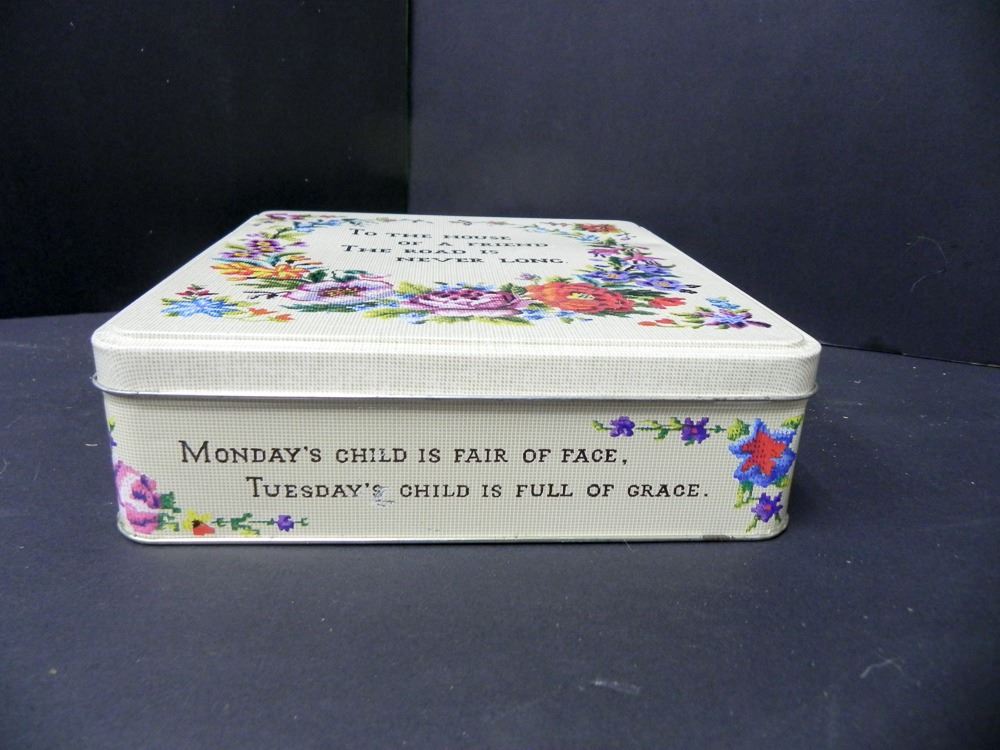 To the house
of a friend
The road is
never long.
Monday's child is fair of face,
Tuesday's child is full of grace.